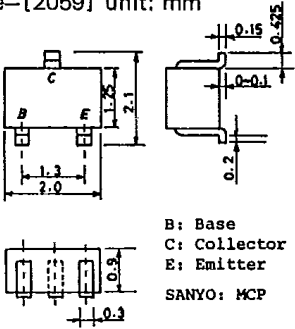 e-[2059] unit: mm
0.15
0.425
C
1.25
2.1
0~0.1
B E
1.3
2.0
0.2
B: Base
C: Collector
E: Emitter
SANYO: MCP
0.9
0.3